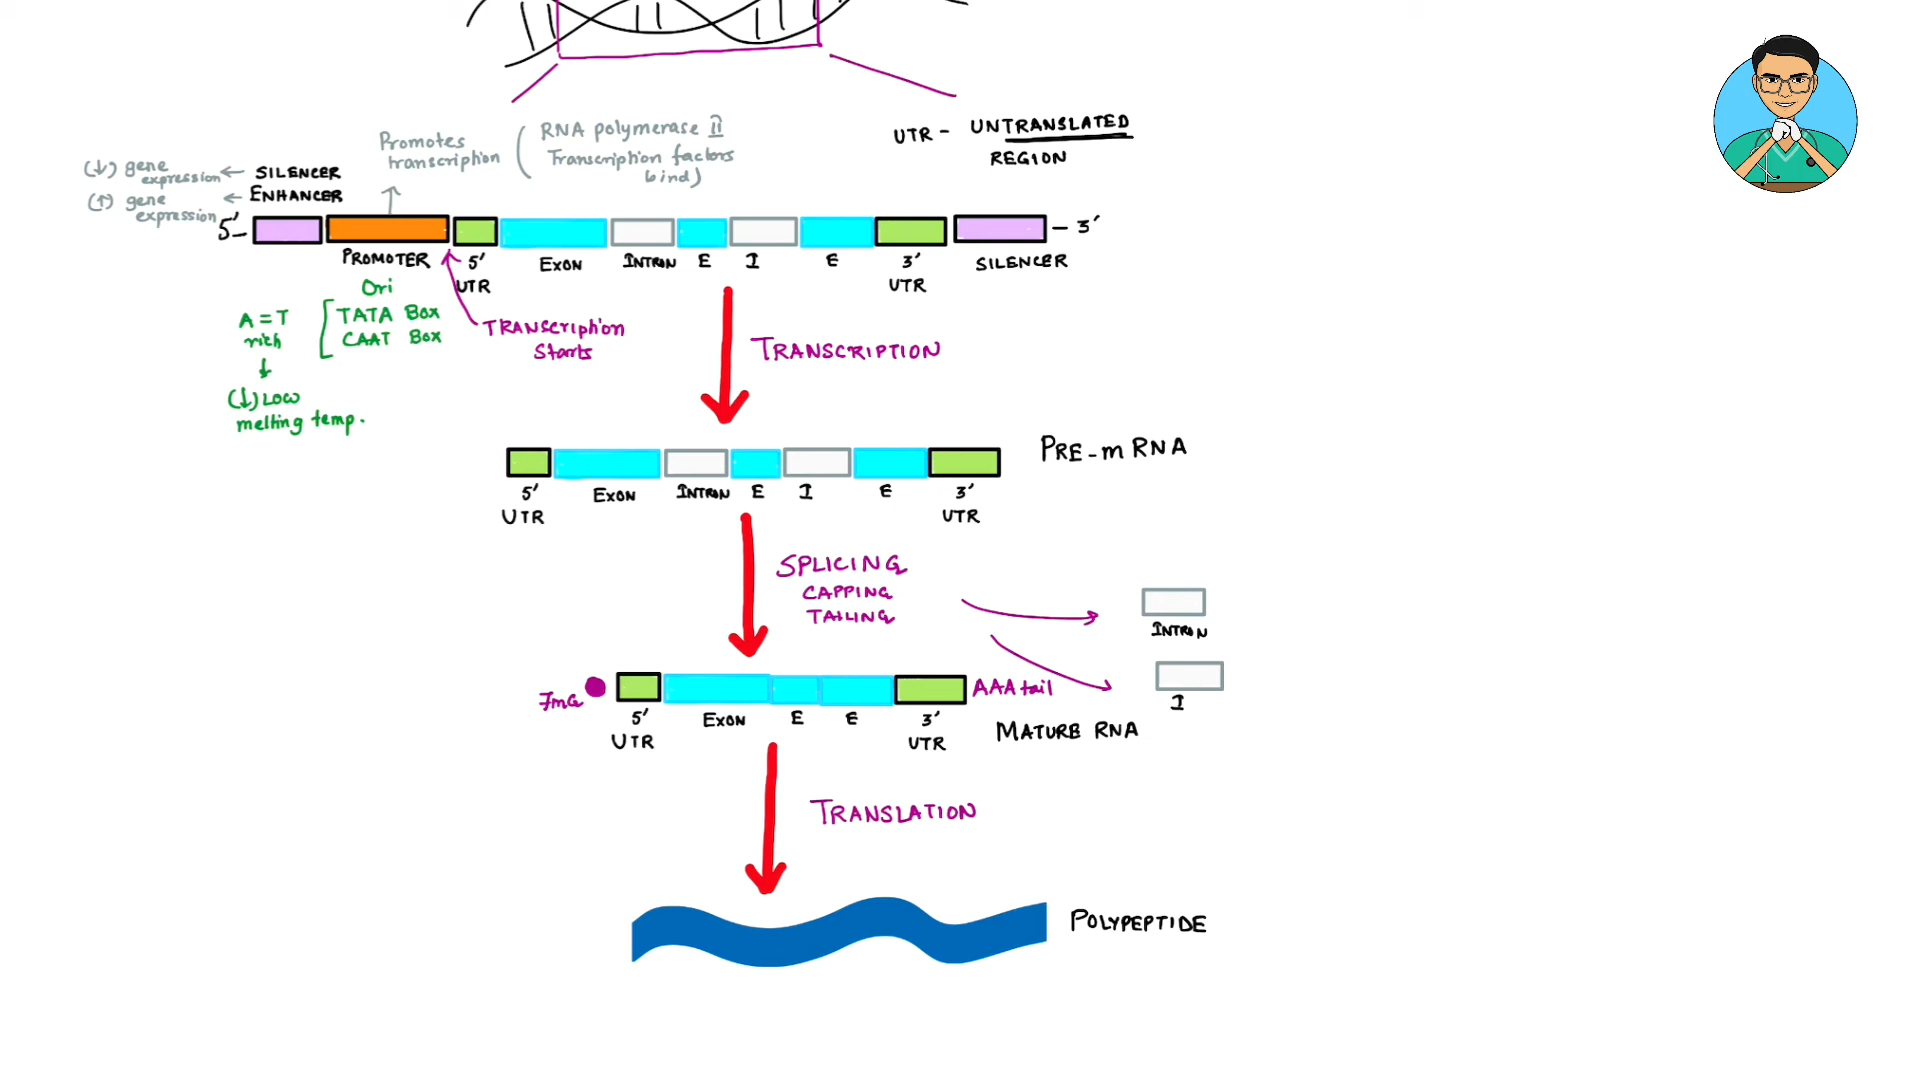 Promotes
transcription
RNA polymerase II
Transcription factors
bind)
UTR - UNTRANSLATED
REGION
(↓) gene
expression ← SILENCER
(↑) gene
expression ← ENHANCER
5'
- 3'
PROMOTER
5'
UTR
EXON
INTRON
E
I
E
3'
UTR
SILENCER
Ori
TATA Box
CAAT Box
A = T
rich
↓
(↓) Low
melting temp.
TRANScription
Starts
TRANSCRIPTION
PRE-mRNA
5'
UTR
EXON
INTRON
E
I
E
3'
UTR
SPLICING
CAPPING
TAILING
INTRON
I
7mG
AAA tail
5'
UTR
EXON
E
E
3'
UTR
MATURE RNA
TRANSLATION
POLYPEPTIDE